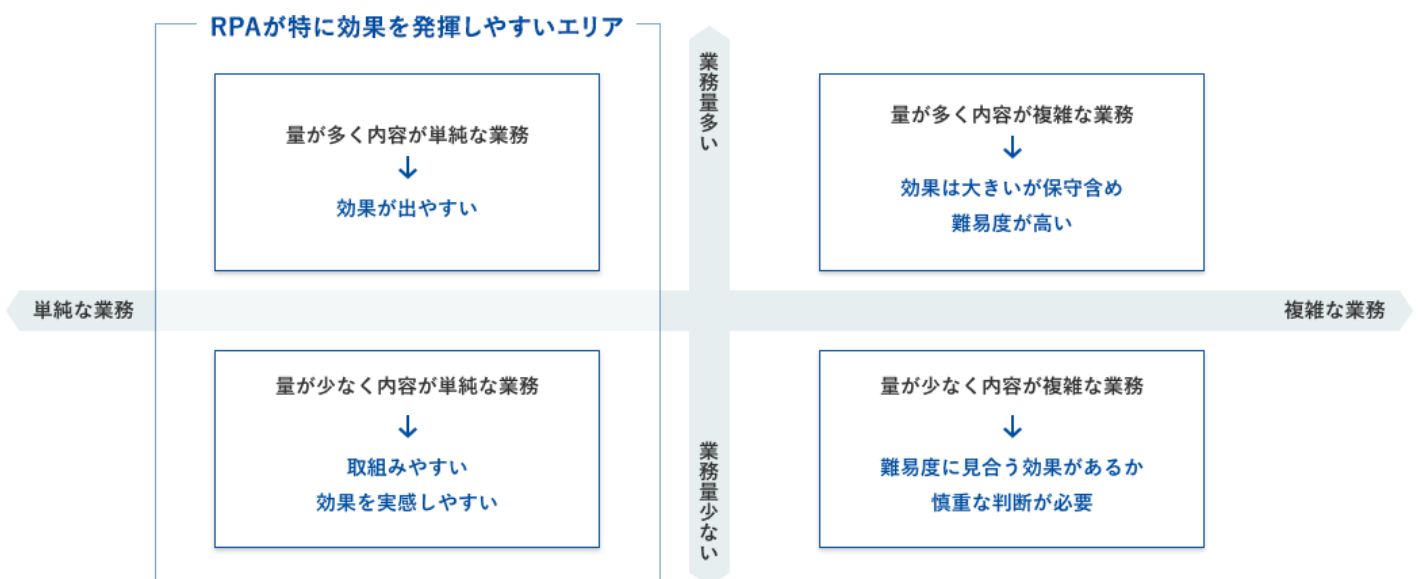 RPAが特に効果を発揮しやすいエリア
業務量多い
量が多く内容が単純な業務
↓
効果が出やすい
量が多く内容が複雑な業務
↓
効果は大きいが保守含め
難易度が高い
単純な業務
複雑な業務
量が少なく内容が単純な業務
↓
取組みやすい
効果を実感しやすい
業務量少ない
量が少なく内容が複雑な業務
↓
難易度に見合う効果があるか
慎重な判断が必要